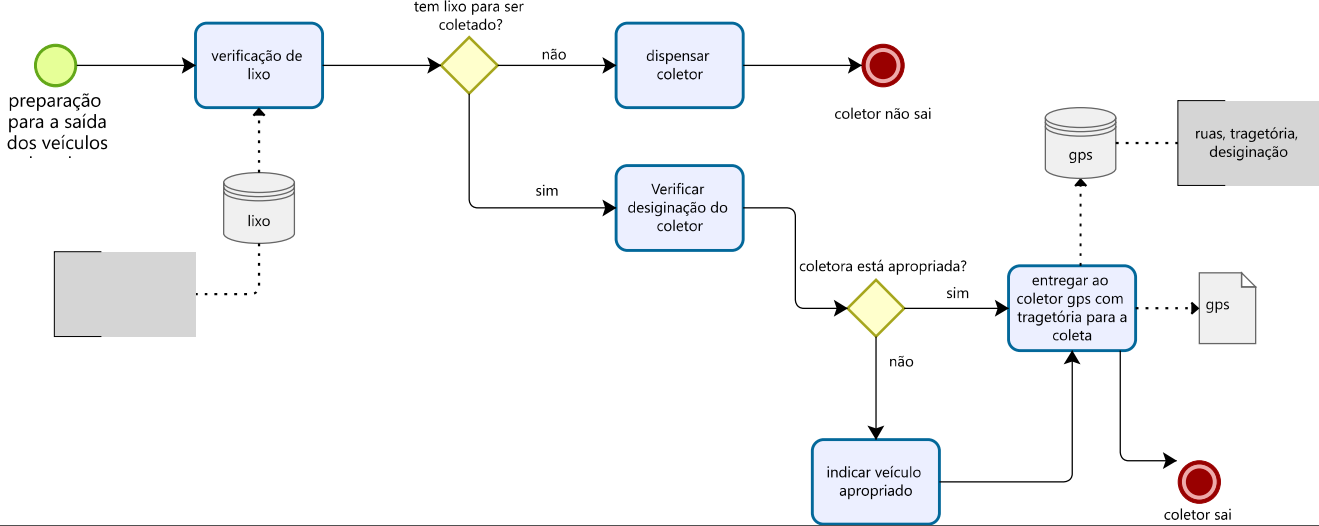 tem lixo para ser
coletado?
verificação de
lixo
não
dispensar
coletor
preparação
para a saída
dos veículos
coletor não sai
ruas, tragetória,
desiginação
gps
sim
Verificar
desiginação do
coletor
lixo
coletora está apropriada?
sim
entregar ao
coletor gps com
tragetória para a
coleta
gps
não
indicar veículo
apropriado
coletor sai